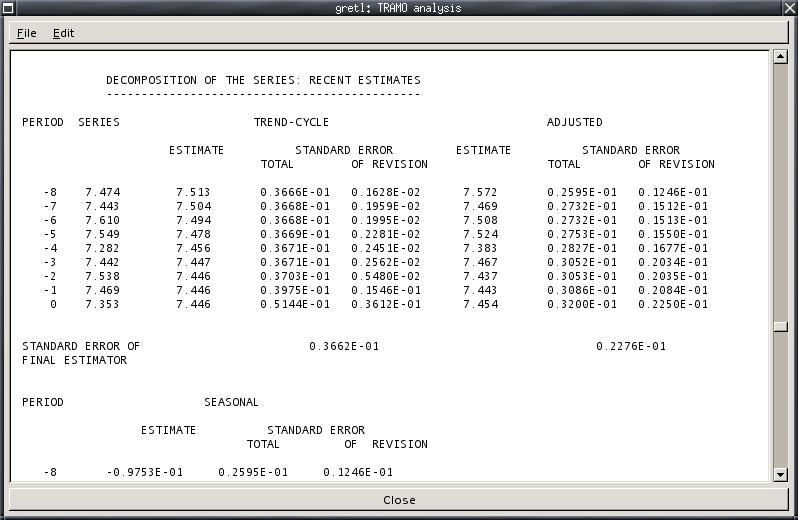 gretl: TRAMO analysis
File Edit
DECOMPOSITION OF THE SERIES: RECENT ESTIMATES
---------------------------------------------
PERIOD SERIES TREND-CYCLE ADJUSTED
ESTIMATE STANDARD ERROR ESTIMATE STANDARD ERROR
TOTAL OF REVISION TOTAL OF REVISION
-8 7.474 7.513 0.3666E-01 0.1628E-02 7.572 0.2595E-01 0.1246E-01
-7 7.443 7.504 0.3668E-01 0.1959E-02 7.469 0.2732E-01 0.1512E-01
-6 7.610 7.494 0.3668E-01 0.1995E-02 7.508 0.2732E-01 0.1513E-01
-5 7.549 7.478 0.3669E-01 0.2281E-02 7.524 0.2753E-01 0.1550E-01
-4 7.282 7.456 0.3671E-01 0.2451E-02 7.383 0.2827E-01 0.1677E-01
-3 7.442 7.447 0.3671E-01 0.2562E-02 7.467 0.3052E-01 0.2034E-01
-2 7.538 7.446 0.3703E-01 0.5480E-02 7.437 0.3053E-01 0.2035E-01
-1 7.469 7.446 0.3975E-01 0.1546E-01 7.443 0.3086E-01 0.2084E-01
0 7.353 7.446 0.5144E-01 0.3612E-01 7.454 0.3200E-01 0.2250E-01
STANDARD ERROR OF 0.3662E-01 0.2276E-01
FINAL ESTIMATOR
PERIOD SEASONAL
ESTIMATE STANDARD ERROR
TOTAL OF REVISION
-8 -0.9753E-01 0.2595E-01 0.1246E-01
Close